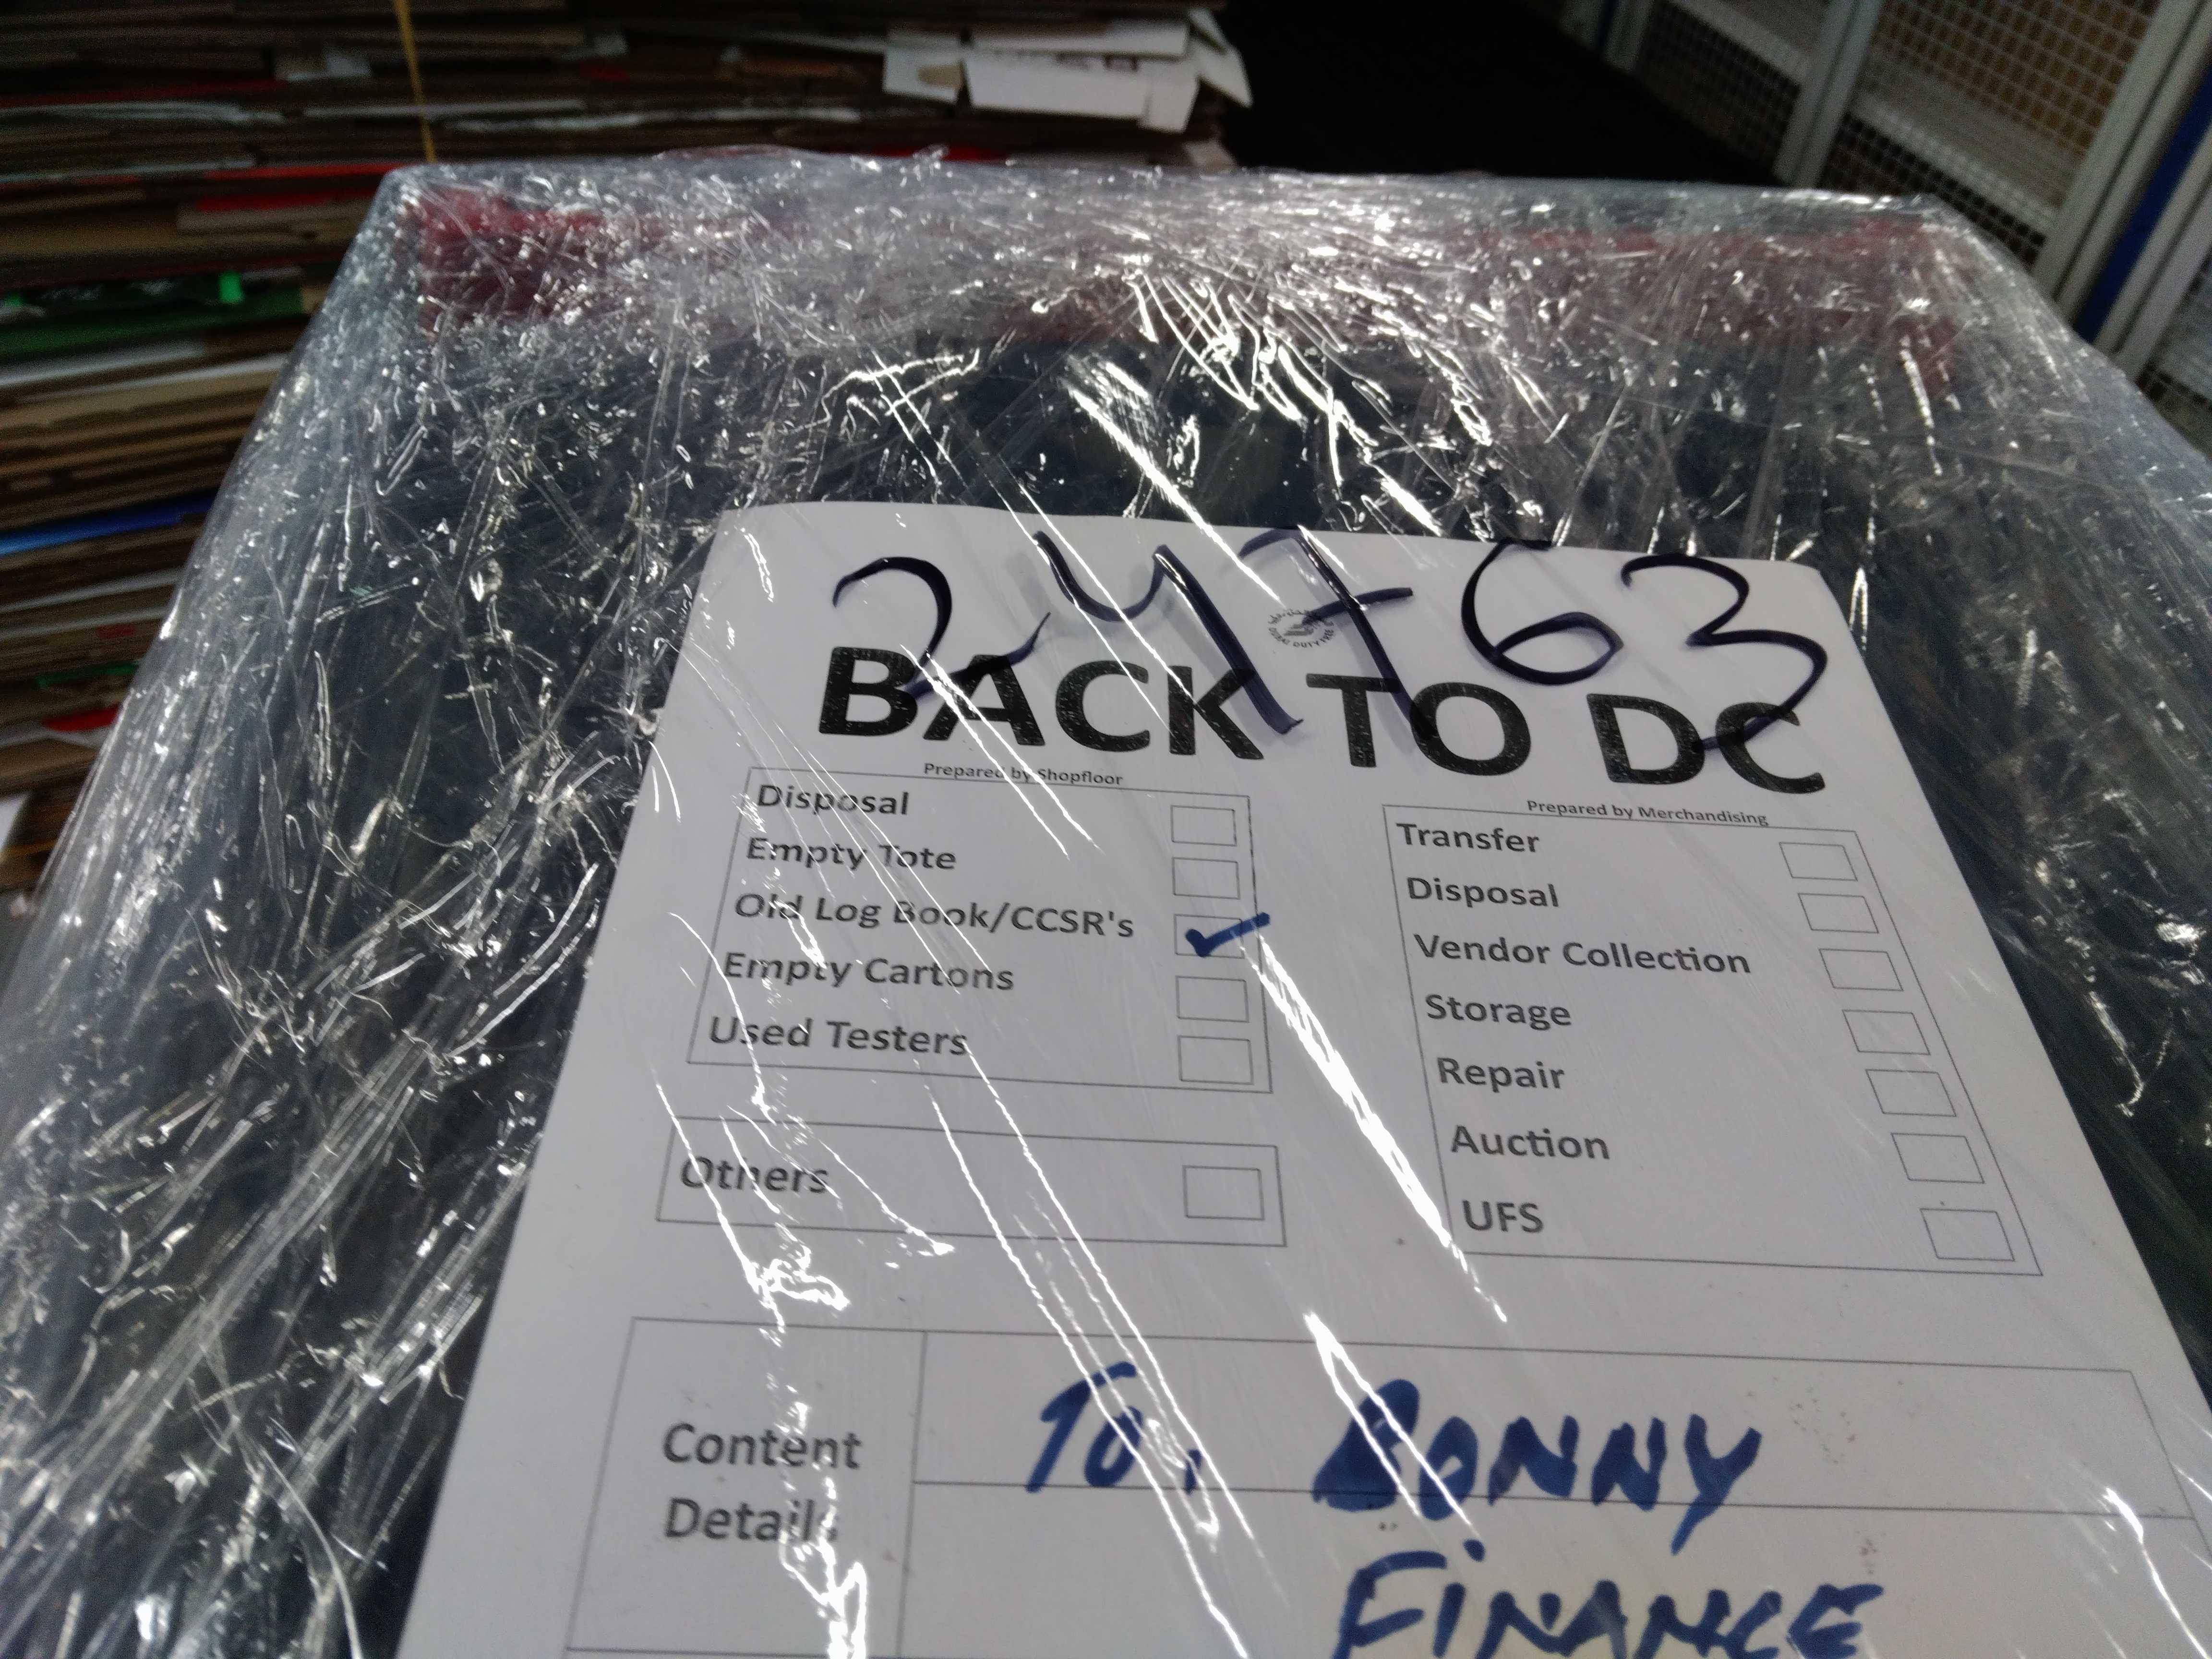 24763
BACK TO DC
Prepared by Shopfloor
Disposal
Empty Tote
Old Log Book/CCSR's
Empty Cartons
Used Testers
Others
Prepared by Merchandising
Transfer
Disposal
Vendor Collection
Storage
Repair
Auction
UFS
Content
Details
To, BONNY
FINANCE